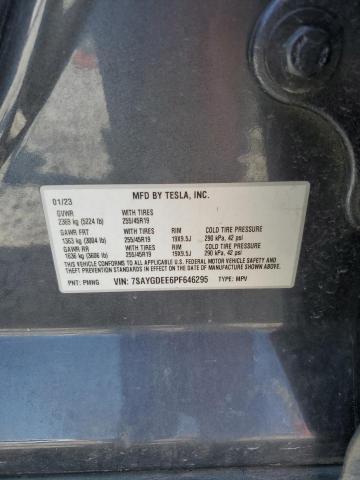 MFD BY TESLA, INC.
01/23
GVWR WITH TIRES
2369 kg (5224 lb) 255/45R19
GAWR FRT WITH TIRES RIM COLD TIRE PRESSURE
1363 kg (3004 lb) 255/45R19 19X9.5J 290 kPa, 42 psi
GAWR RR WITH TIRES RIM COLD TIRE PRESSURE
1636 kg (3606 lb) 255/45R19 19X9.5J 290 kPa, 42 psi
THIS VEHICLE CONFORMS TO ALL APPLICABLE U.S. FEDERAL MOTOR VEHICLE SAFETY AND
THEFT PREVENTION STANDARDS IN EFFECT ON THE DATE OF MANUFACTURE SHOWN ABOVE.
PNT: PMNG VIN: 7SAYGDEE6PF646295 TYPE: MPV